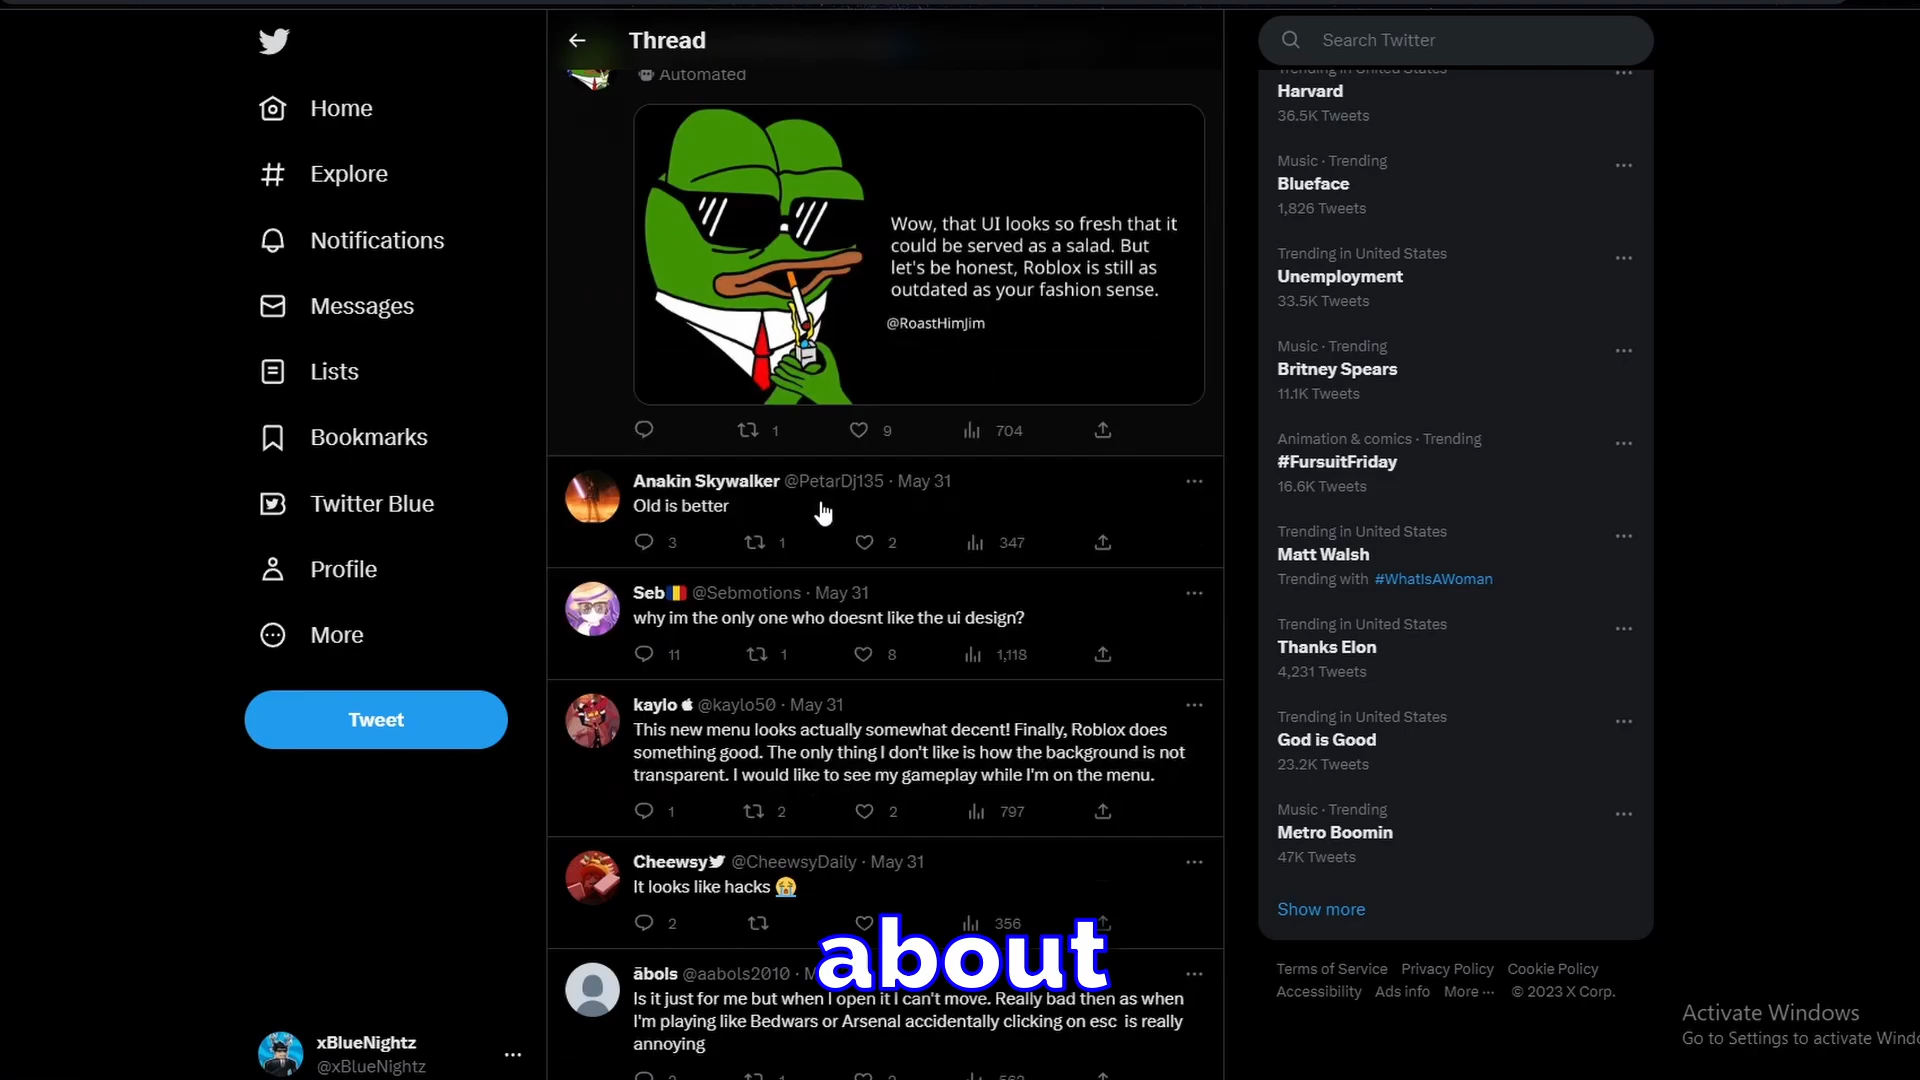 Thread
Search Twitter
Home
Explore
Notifications
Messages
Lists
Bookmarks
Twitter Blue
Profile
More
Tweet
xBlueNightz
@xBlueNightz
Automated
Wow, that UI looks so fresh that it
could be served as a salad. But
let's be honest, Roblox is still as
outdated as your fashion sense.
@RoastHimJim
1 9 704
Anakin Skywalker @PetarDj135 · May 31
Old is better
3 1 2 347
Seb @Sebmotions · May 31
why im the only one who doesnt like the ui design?
11 1 8 1,118
kaylo @kaylo50 · May 31
This new menu looks actually somewhat decent! Finally, Roblox does
something good. The only thing I don't like is how the background is not
transparent. I would like to see my gameplay while I'm on the menu.
1 2 2 797
Cheewsy @CheewsyDaily · May 31
It looks like hacks 😭
2 356
about
ābols @aabols2010 ·
Is it just for me but when I open it I can't move. Really bad then as when
I'm playing like Bedwars or Arsenal accidentally clicking on esc is really
annoying
Trending in United States
Harvard
36.5K Tweets
Music · Trending
Blueface
1,826 Tweets
Trending in United States
Unemployment
33.5K Tweets
Music · Trending
Britney Spears
11.1K Tweets
Animation & comics · Trending
#FursuitFriday
16.6K Tweets
Trending in United States
Matt Walsh
Trending with #WhatIsAWoman
Trending in United States
Thanks Elon
4,231 Tweets
Trending in United States
God is Good
23.2K Tweets
Music · Trending
Metro Boomin
47K Tweets
Show more
Terms of Service Privacy Policy Cookie Policy
Accessibility Ads info More ··· © 2023 X Corp.
Activate Windows
Go to Settings to activate